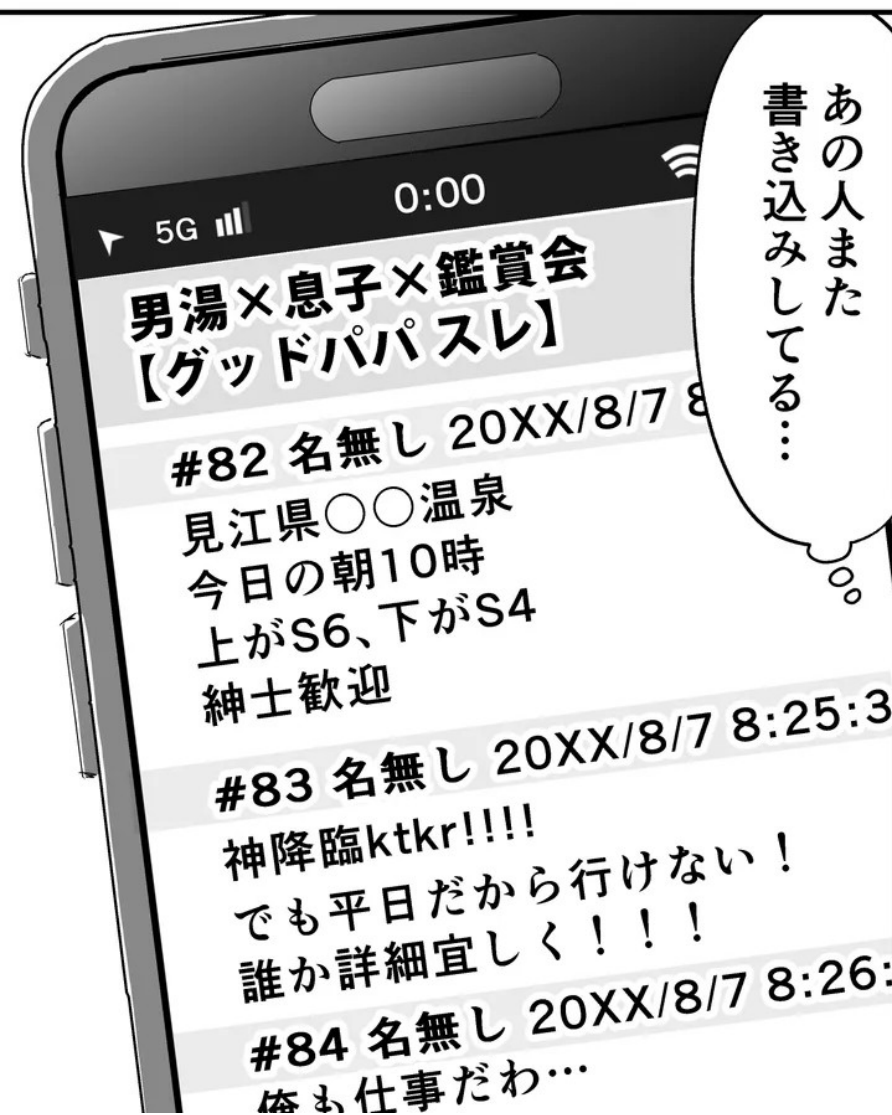 あの人また
書き込みしてる…
5G 0:00
男湯×息子×鑑賞会
【グッドパパ スレ】
#82 名無し 20XX/8/7 8
見江県○○温泉
今日の朝10時
上がS6、下がS4
紳士歓迎
#83 名無し 20XX/8/7 8:25:3
神降臨ktkr!!!!
でも平日だから行けない！
誰か詳細宜しく！！！
#84 名無し 20XX/8/7 8:26:
俺も仕事だわ…